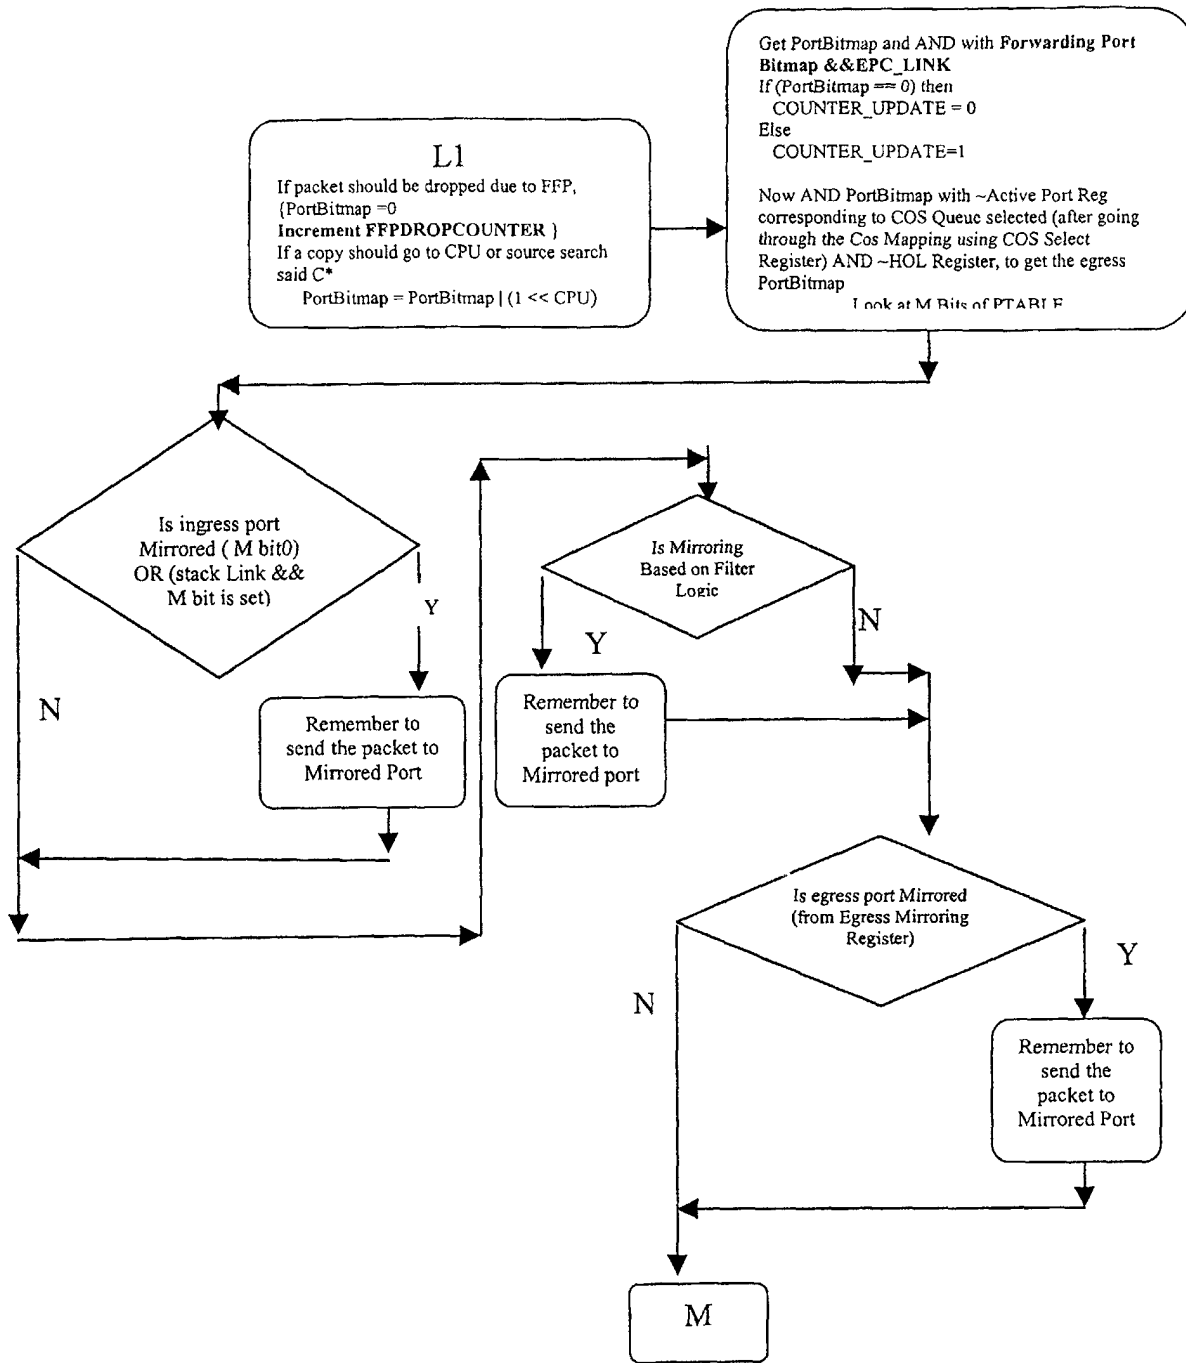 L1
If packet should be dropped due to FFP,
{PortBitmap =0
Increment FFPDROPCOUNTER }
If a copy should go to CPU or source search
said C*
PortBitmap = PortBitmap | (1 << CPU)
Get PortBitmap and AND with Forwarding Port
Bitmap &&EPC_LINK
If (PortBitmap == 0) then
COUNTER_UPDATE = 0
Else
COUNTER_UPDATE=1
Now AND PortBitmap with ~Active Port Reg
corresponding to COS Queue selected (after going
through the Cos Mapping using COS Select
Register) AND ~HOL Register, to get the egress
PortBitmap
Look at M Bits of PTABLE
Is ingress port
Mirrored ( M bit0)
OR (stack Link &&
M bit is set)
Y
N
Remember to
send the packet to
Mirrored Port
Is Mirroring
Based on Filter
Logic
Y
N
Remember to
send the
packet to
Mirrored port
Is egress port Mirrored
(from Egress Mirroring
Register)
N
Y
Remember to
send the
packet to
Mirrored Port
M